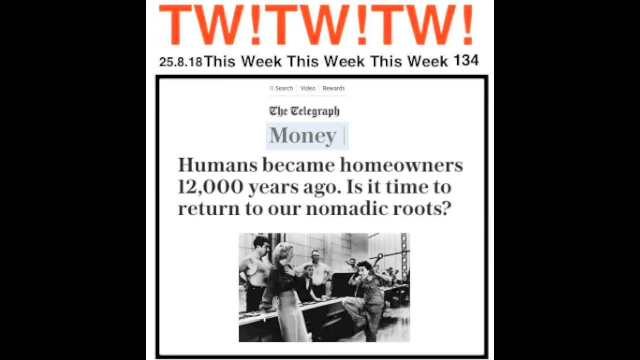 TW!TW!TW!
25.8.18 This Week This Week This Week 134
Search Video Rewards
The Telegraph
Money
Humans became homeowners
12,000 years ago. Is it time to
return to our nomadic roots?